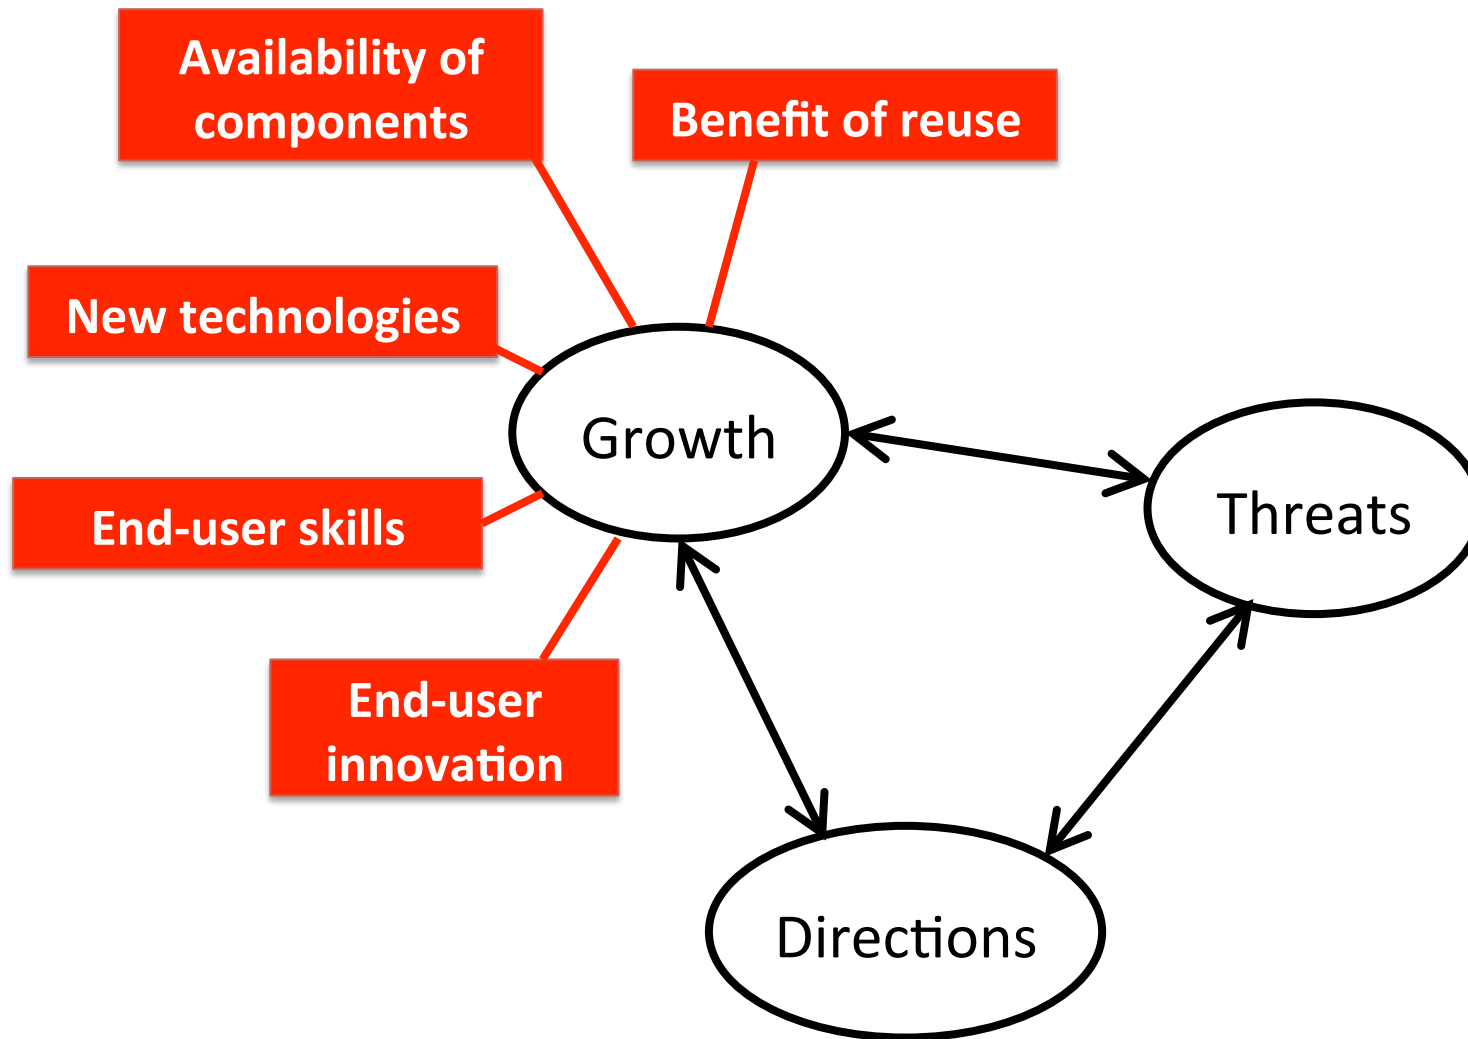 Availability of
components
Benefit of reuse
New technologies
Growth
End-user skills
Threats
End-user
innovation
Directions